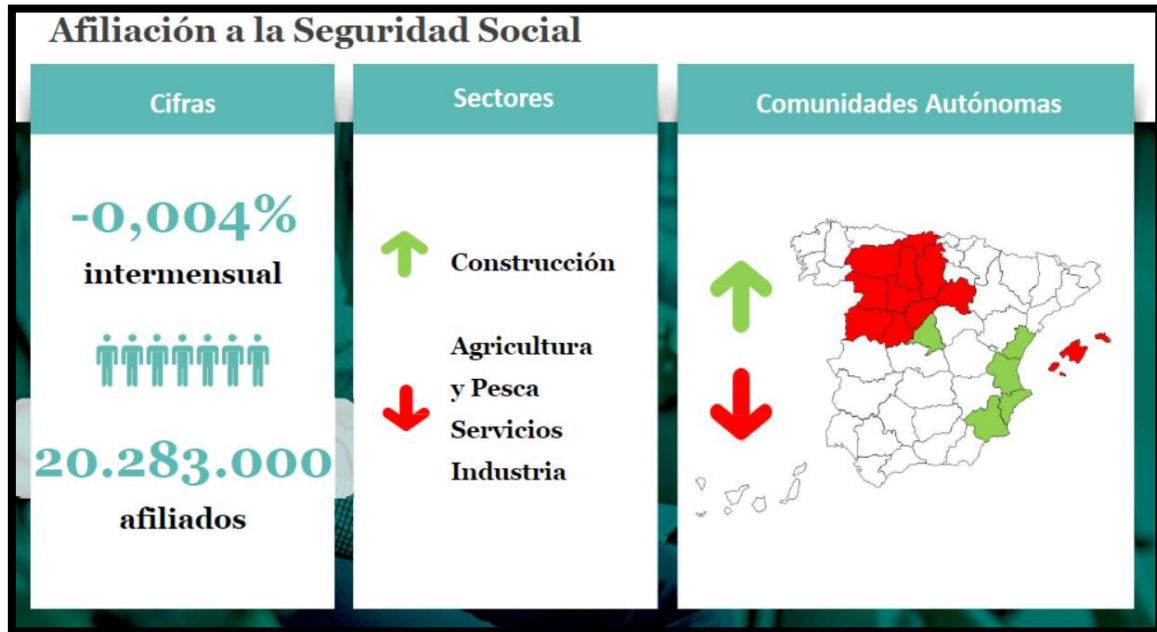 Afiliación a la Seguridad Social
Cifras
-0,004%
intermensual
20.283.000
afiliados
Sectores
Construcción
Agricultura
y Pesca
Servicios
Industria
Comunidades Autónomas